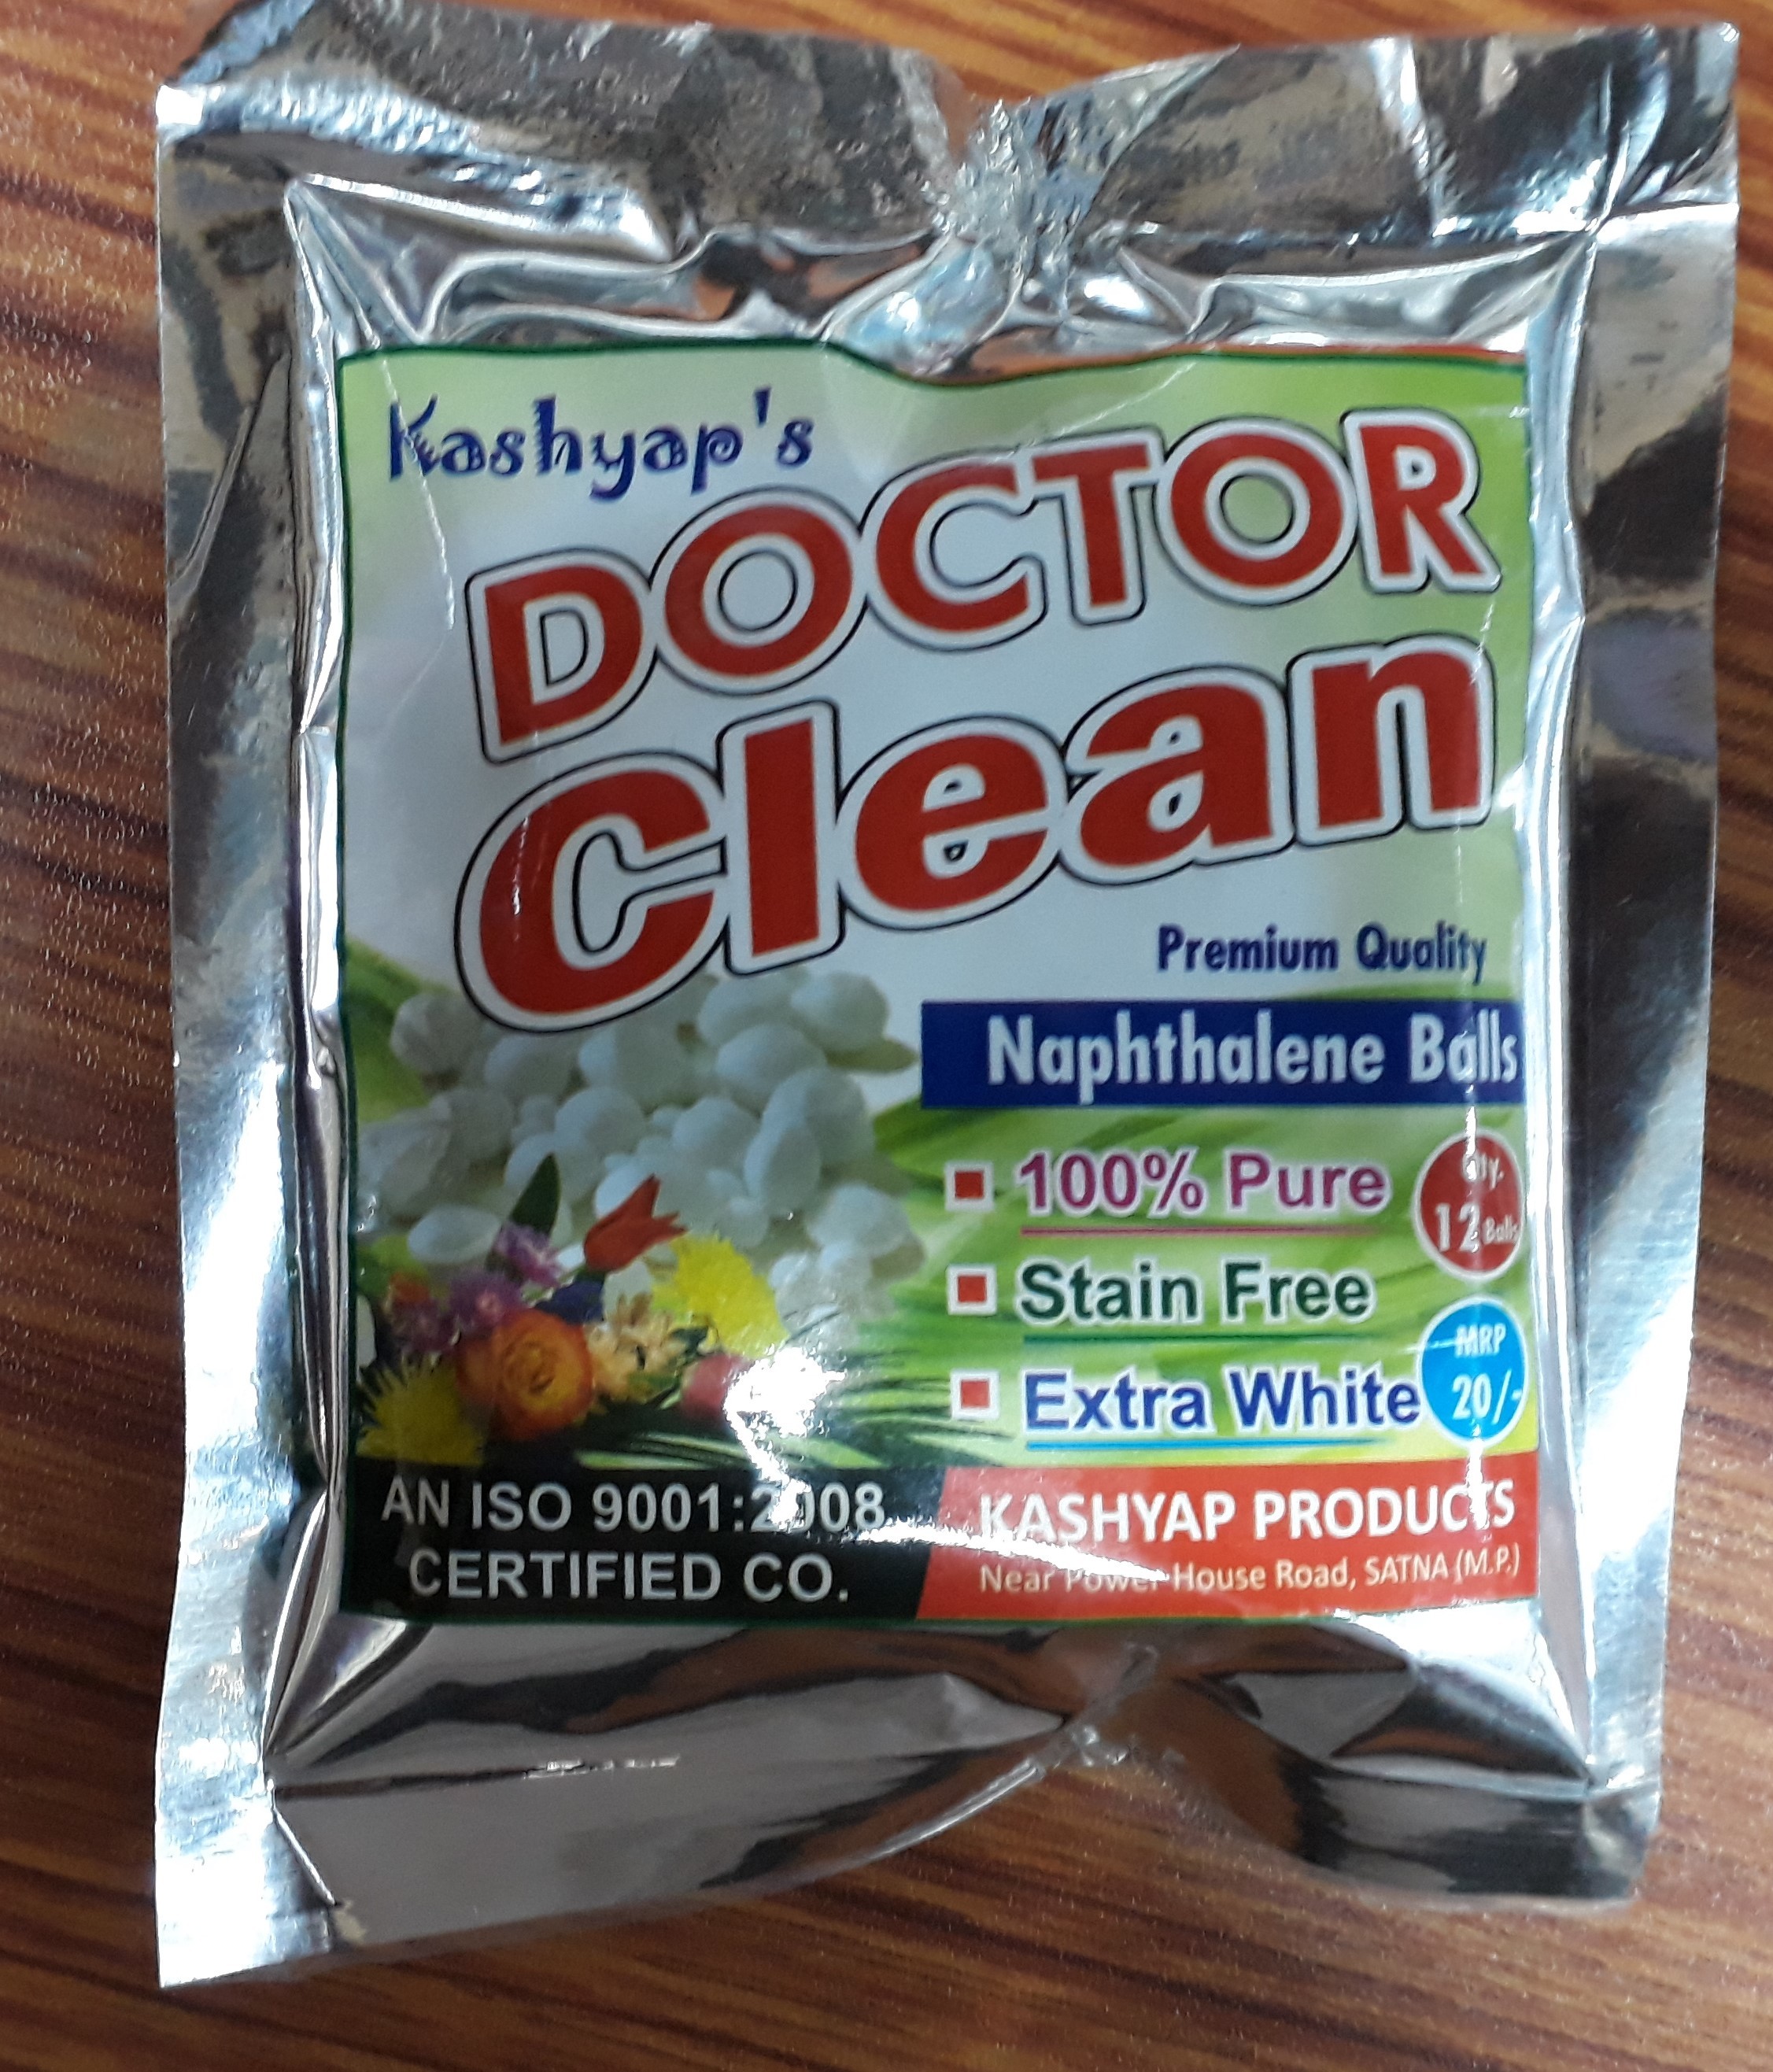 Kashyap's
DOCTOR
Clean
Premium Quality
Naphthalene Balls
100% Pure
Qty.
12 Balls
Stain Free
MRP
20/-
Extra White
AN ISO 9001:2008
CERTIFIED CO.
KASHYAP PRODUCTS
Near Power House Road, SATNA (M.P.)